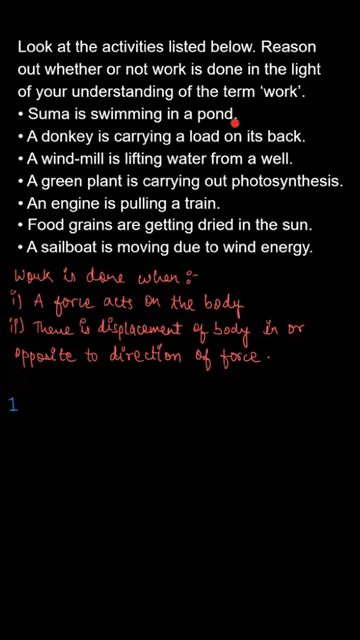 Look at the activities listed below. Reason
out whether or not work is done in the light
of your understanding of the term ‘work’.
• Suma is swimming in a pond.
• A donkey is carrying a load on its back.
• A wind-mill is lifting water from a well.
• A green plant is carrying out photosynthesis.
• An engine is pulling a train.
• Food grains are getting dried in the sun.
• A sailboat is moving due to wind energy.
Work is done when :-
i) A force acts on the body
ii) There is displacement of body in or
opposite to direction of force.
1